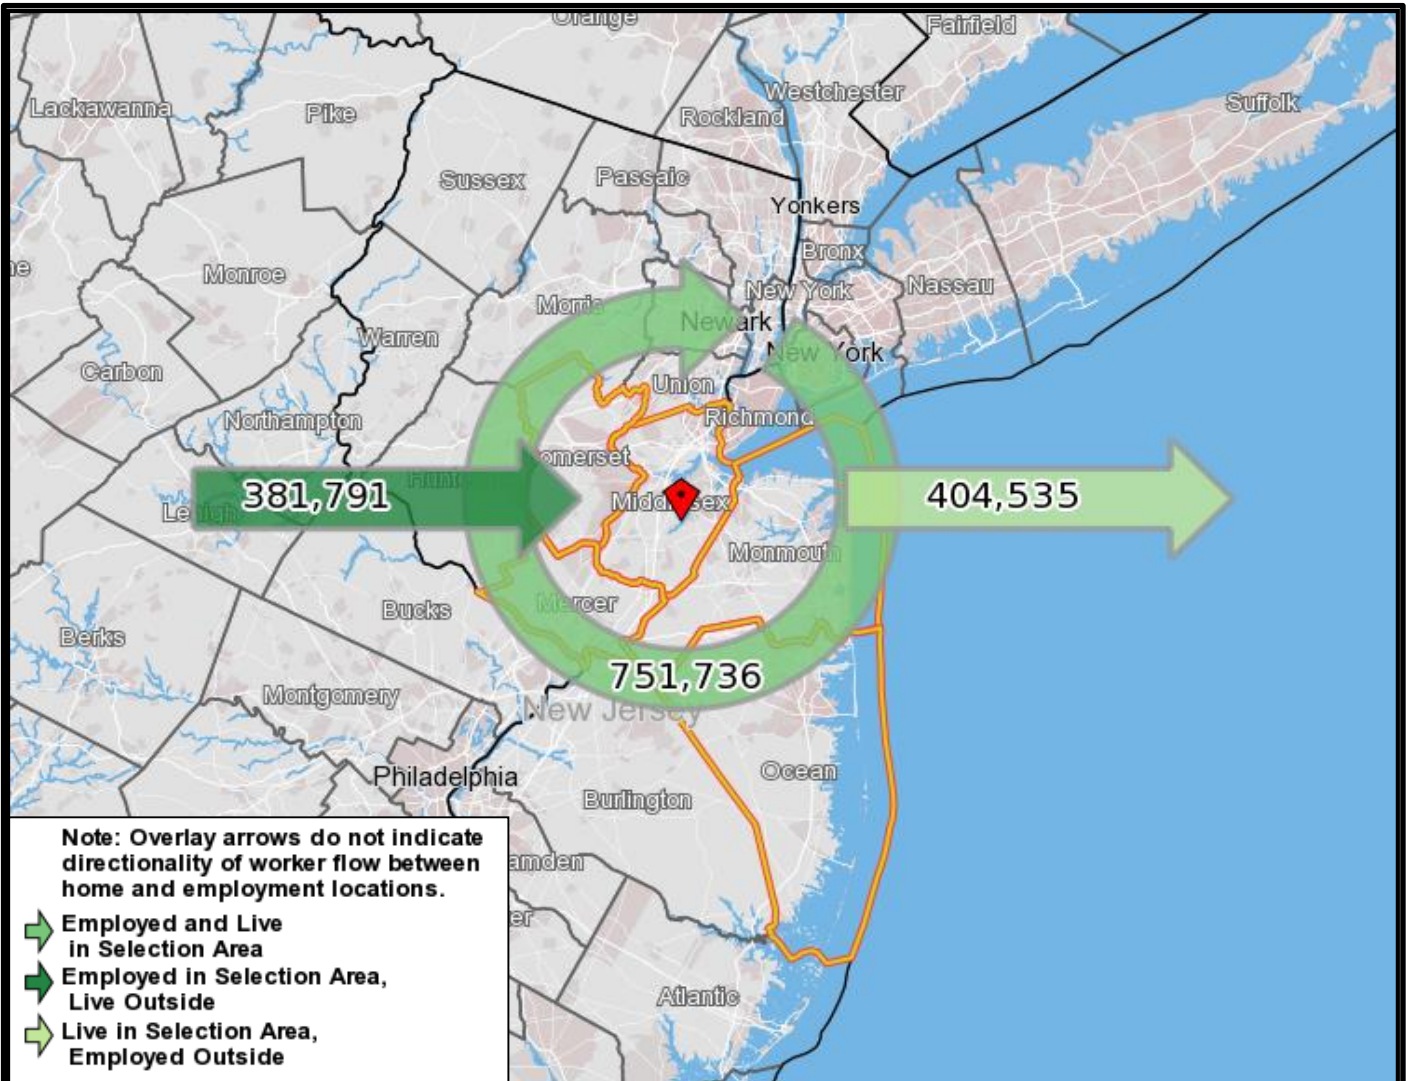 Orange
Fairfield
Lackawanna
Pike
Westchester
Rockland
Suffolk
Sussex
Passaic
Yonkers
Bronx
ne
Monroe
New York
Nassau
Morris
Newark
Warren
New York
Carbon
Union
Northampton
Richmond
omerset
Hunt
381,791
404,535
Middlesex
Lehigh
Monmouth
Bucks
Mercer
Berks
751,736
Montgomery
New Jersey
Philadelphia
Ocean
Burlington
amden
er
Atlantic
Note: Overlay arrows do not indicate
directionality of worker flow between
home and employment locations.
Employed and Live
in Selection Area
Employed in Selection Area,
Live Outside
Live in Selection Area,
Employed Outside